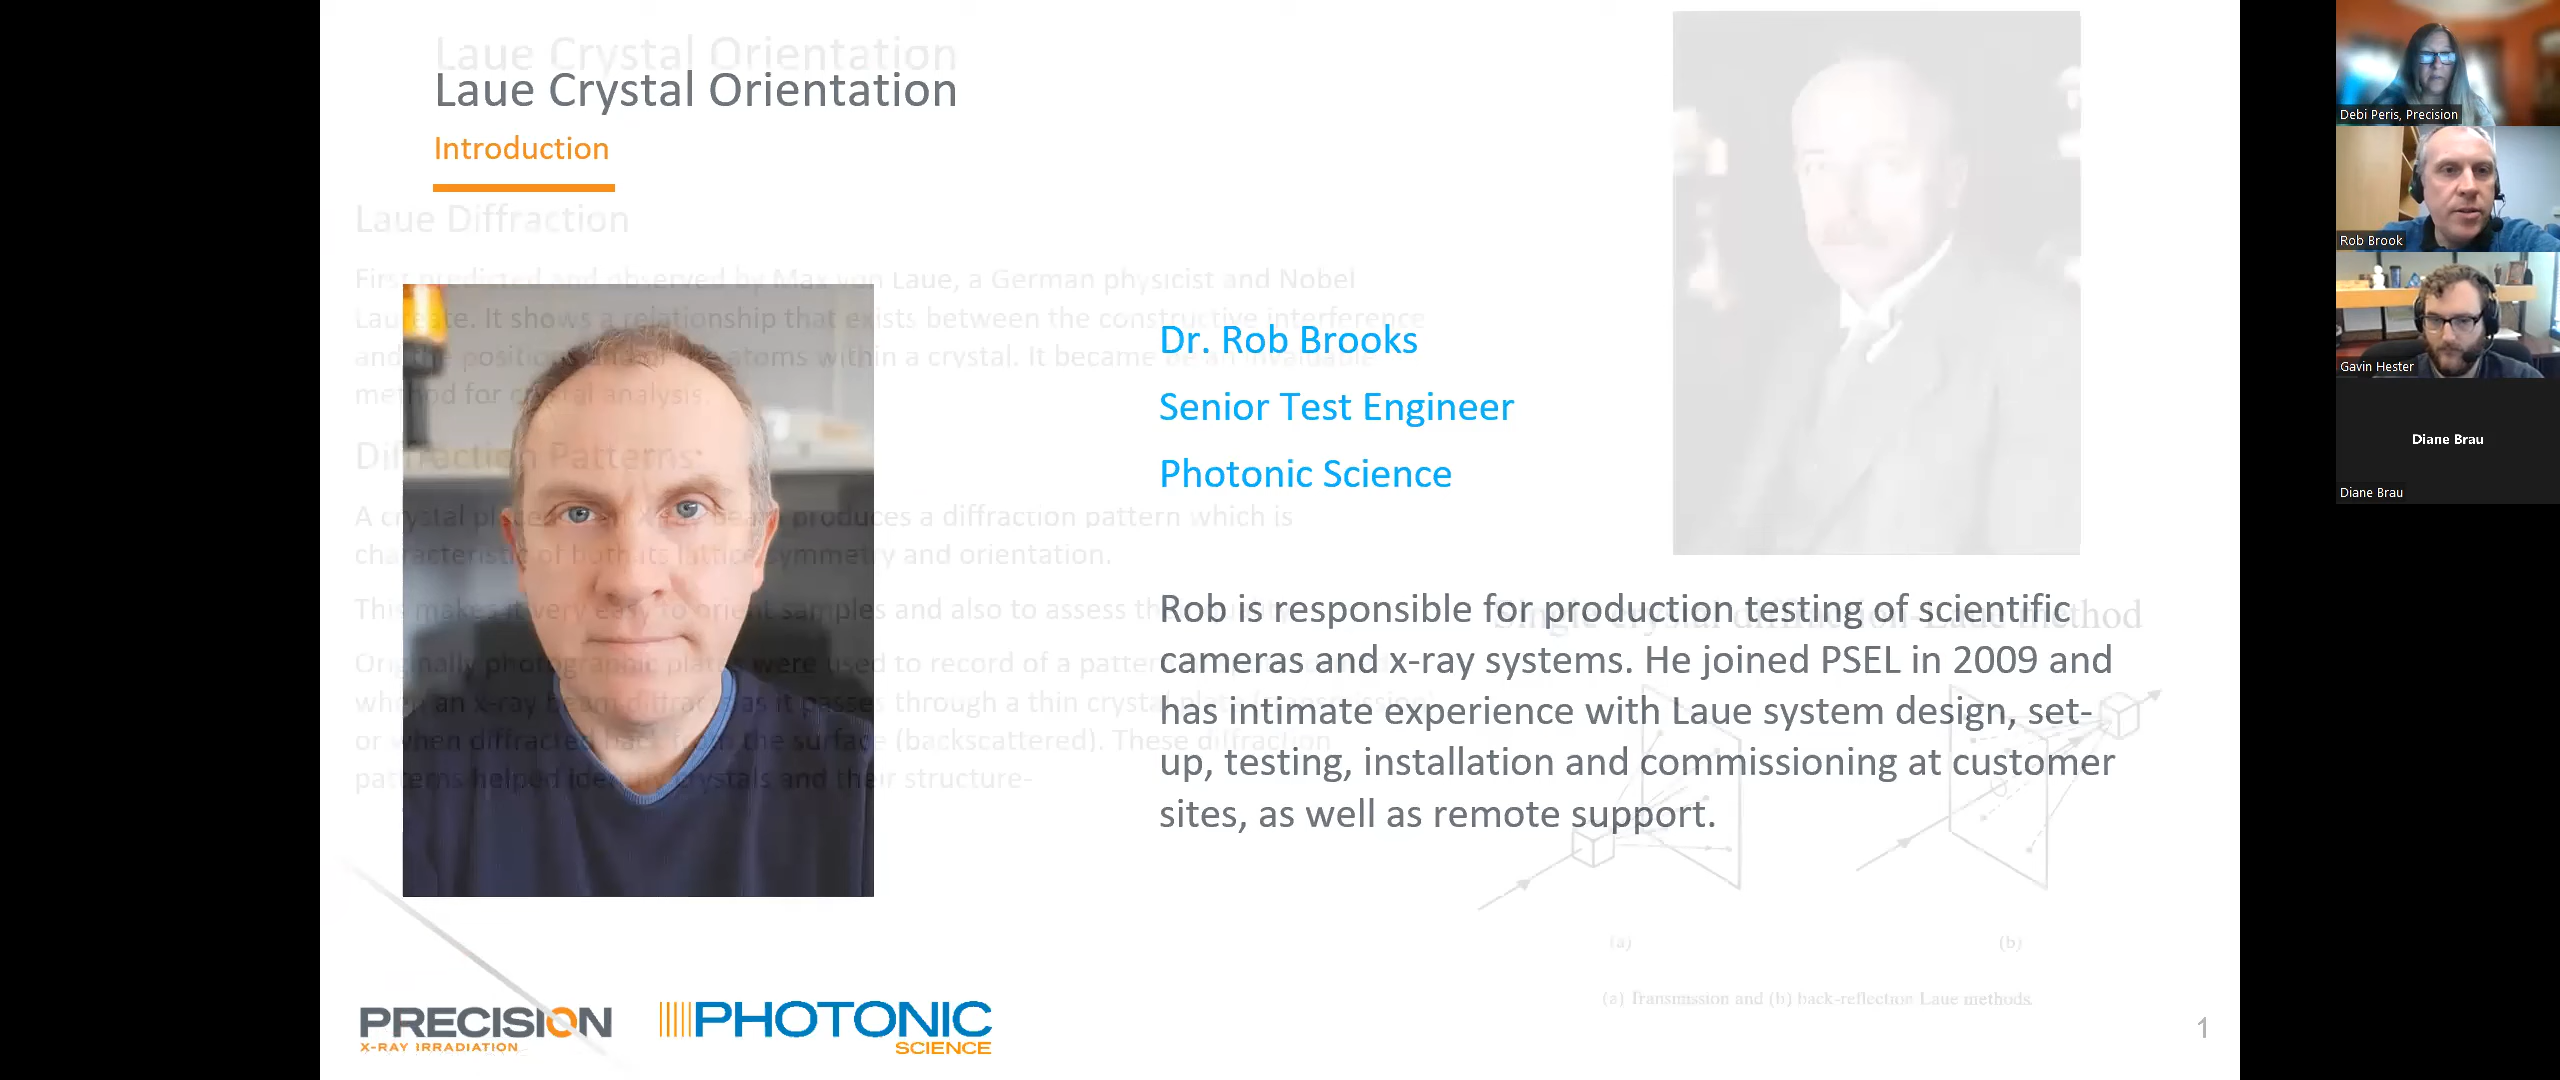 Laue Crystal Orientation
Laue Crystal Orientation
Introduction
Laue Diffraction
First predicted and observed by Max von Laue, a German physicist and Nobel
Laureate. It shows a relationship that exists between the constructive interference
and the positioning of the atoms within a crystal. It became an invaluable
method for crystal analysis.
Diffraction Patterns:
A crystal placed in x-ray beam produces a diffraction pattern which is
characteristic of both its lattice symmetry and orientation.
This makes it very easy to orient samples and also to assess the
Originally photographic plates were used to record of a pattern
when an x-ray beam diffracts as it passes through a thin crystal plate (transmission)
or when diffracted back from the surface (backscattered). These diffraction
patterns helped identify crystals and their structure-
Dr. Rob Brooks
Senior Test Engineer
Photonic Science
Rob is responsible for production testing of scientific
cameras and x-ray systems. He joined PSEL in 2009 and
has intimate experience with Laue system design, set-
up, testing, installation and commissioning at customer
sites, as well as remote support.
Single crystal diffraction-Laue method
(a)
(b)
(a) Transmission and (b) back-reflection Laue methods.
PRECISION
X-RAY IRRADIATION
PHOTONIC
SCIENCE
1
Debi Peris, Precision
Rob Brook
Gavin Hester
Diane Brau
Diane Brau